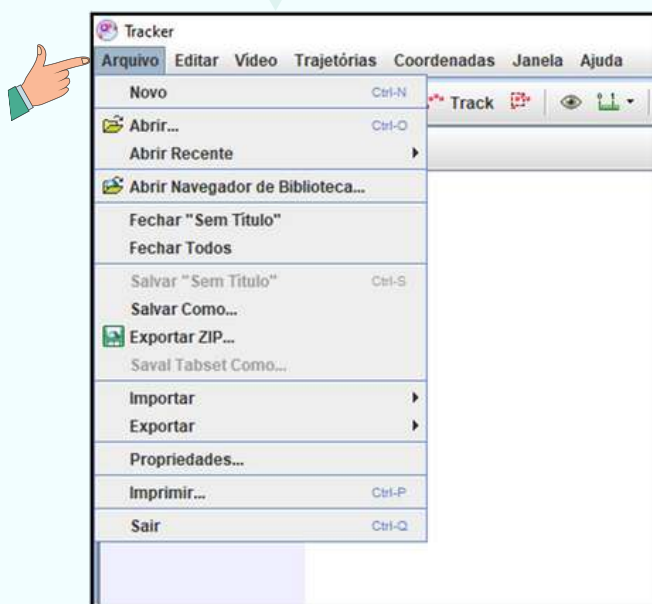 Tracker
Arquivo Editar Vídeo Trajetórias Coordenadas Janela Ajuda
Track
Novo Ctrl-N
Abrir... Ctrl-O
Abrir Recente
Abrir Navegador de Biblioteca...
Fechar "Sem Título"
Fechar Todos
Salvar "Sem Título" Ctrl-S
Salvar Como...
Exportar ZIP...
Saval Tabset Como...
Importar
Exportar
Propriedades...
Imprimir... Ctrl-P
Sair Ctrl-Q